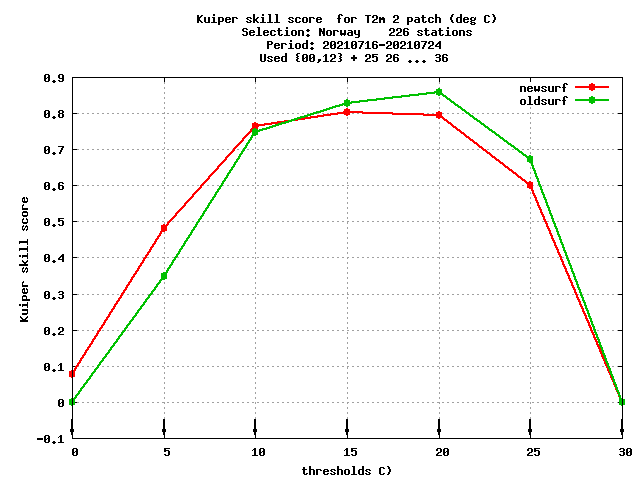 Kuiper skill score  for T2m 2 patch (deg C)
Selection: Norway    226 stations
Period: 20210716-20210724
Used {00,12} + 25 26 ... 36
newsurf
oldsurf
0.9
0.8
0.7
0.6
0.5
0.4
0.3
0.2
0.1
0
-0.1
Kuiper skill score
0 5 10 15 20 25 30
thresholds C)